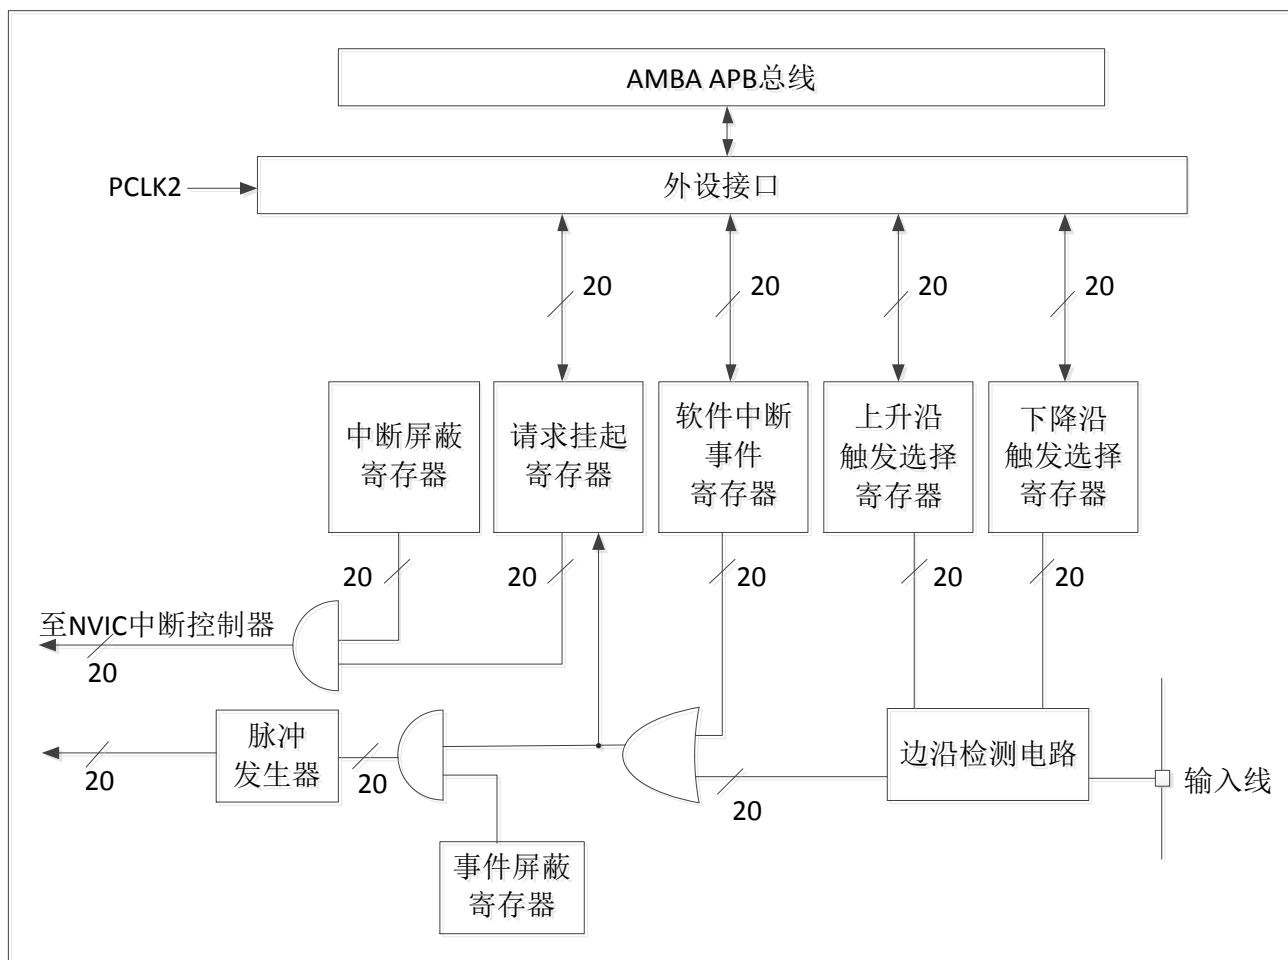 AMBA APB总线
PCLK2
外设接口
20
20
20
20
中断屏蔽
寄存器
请求挂起
寄存器
软件中断
事件
寄存器
上升沿
触发选择
寄存器
下降沿
触发选择
寄存器
20
20
20
20
20
至NVIC中断控制器
20
脉冲
发生器
20
20
20
边沿检测电路
输入线
事件屏蔽
寄存器